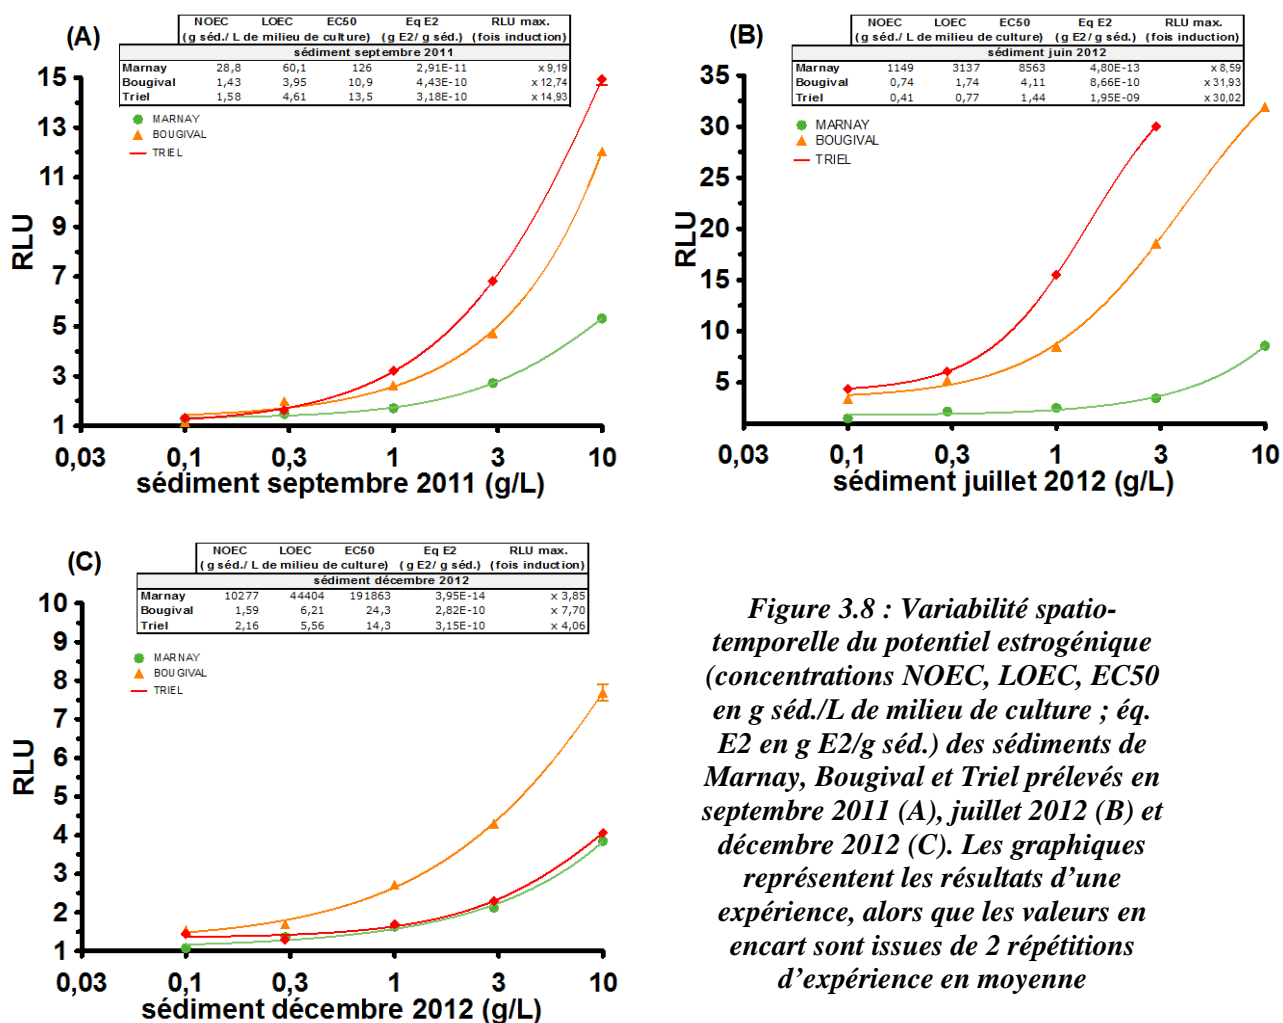 (A)
NOEC LOEC EC50 Eq E2 RLU max.
(g séd./ L de milieu de culture) (g E2/ g séd.) (fois induction)
sédiment septembre 2011
Marnay 28,8 60,1 126 2,91E-11 x 9,19
Bougival 1,43 3,95 10,9 4,43E-10 x 12,74
Triel 1,58 4,61 13,5 3,18E-10 x 14,93
MARNAY
BOUGIVAL
TRIEL
RLU
15
13
11
9
7
5
3
1
0,03 0,1 0,3 1 3 10
sédiment septembre 2011 (g/L)
(B)
NOEC LOEC EC50 Eq E2 RLU max.
(g séd./ L de milieu de culture) (g E2/ g séd.) (fois induction)
sédiment juin 2012
Marnay 1149 3137 8563 4,80E-13 x 8,59
Bougival 0,74 1,74 4,11 8,66E-10 x 31,93
Triel 0,41 0,77 1,44 1,95E-09 x 30,02
MARNAY
BOUGIVAL
TRIEL
RLU
35
30
25
20
15
10
5
0,03 0,1 0,3 1 3 10
sédiment juillet 2012 (g/L)
(C)
NOEC LOEC EC50 Eq E2 RLU max.
(g séd./ L de milieu de culture) (g E2/ g séd.) (fois induction)
sédiment décembre 2012
Marnay 10277 44404 191863 3,95E-14 x 3,85
Bougival 1,59 6,21 24,3 2,82E-10 x 7,70
Triel 2,16 5,56 14,3 3,15E-10 x 4,06
MARNAY
BOUGIVAL
TRIEL
RLU
10
9
8
7
6
5
4
3
2
1
0,03 0,1 0,3 1 3 10
sédiment décembre 2012 (g/L)
Figure 3.8 : Variabilité spatio-
temporelle du potentiel estrogénique
(concentrations NOEC, LOEC, EC50
en g séd./L de milieu de culture ; éq.
E2 en g E2/g séd.) des sédiments de
Marnay, Bougival et Triel prélevés en
septembre 2011 (A), juillet 2012 (B) et
décembre 2012 (C). Les graphiques
représentent les résultats d’une
expérience, alors que les valeurs en
encart sont issues de 2 répétitions
d’expérience en moyenne